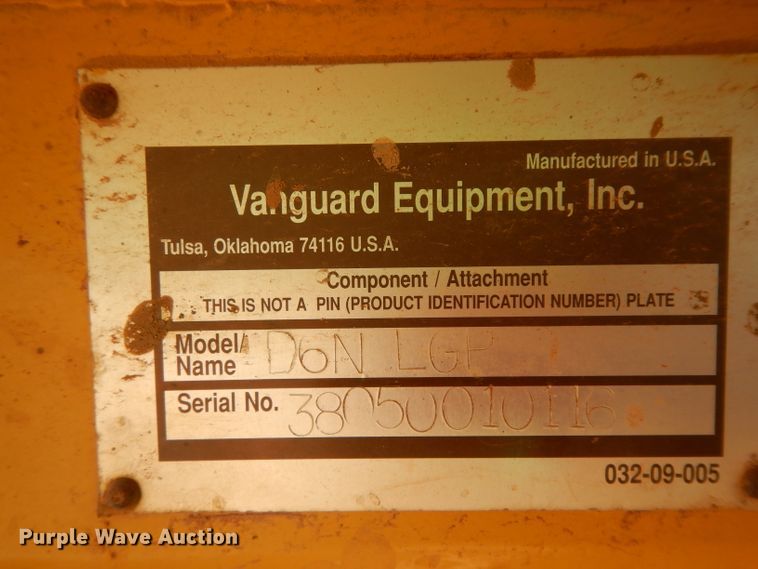 Manufactured in U.S.A.
Vanguard Equipment, Inc.
Tulsa, Oklahoma 74116 U.S.A.
Component / Attachment
THIS IS NOT A PIN (PRODUCT IDENTIFICATION NUMBER) PLATE
Model/ Name D6N LGP
Serial No. 38050010116
032-09-005
Purple Wave Auction